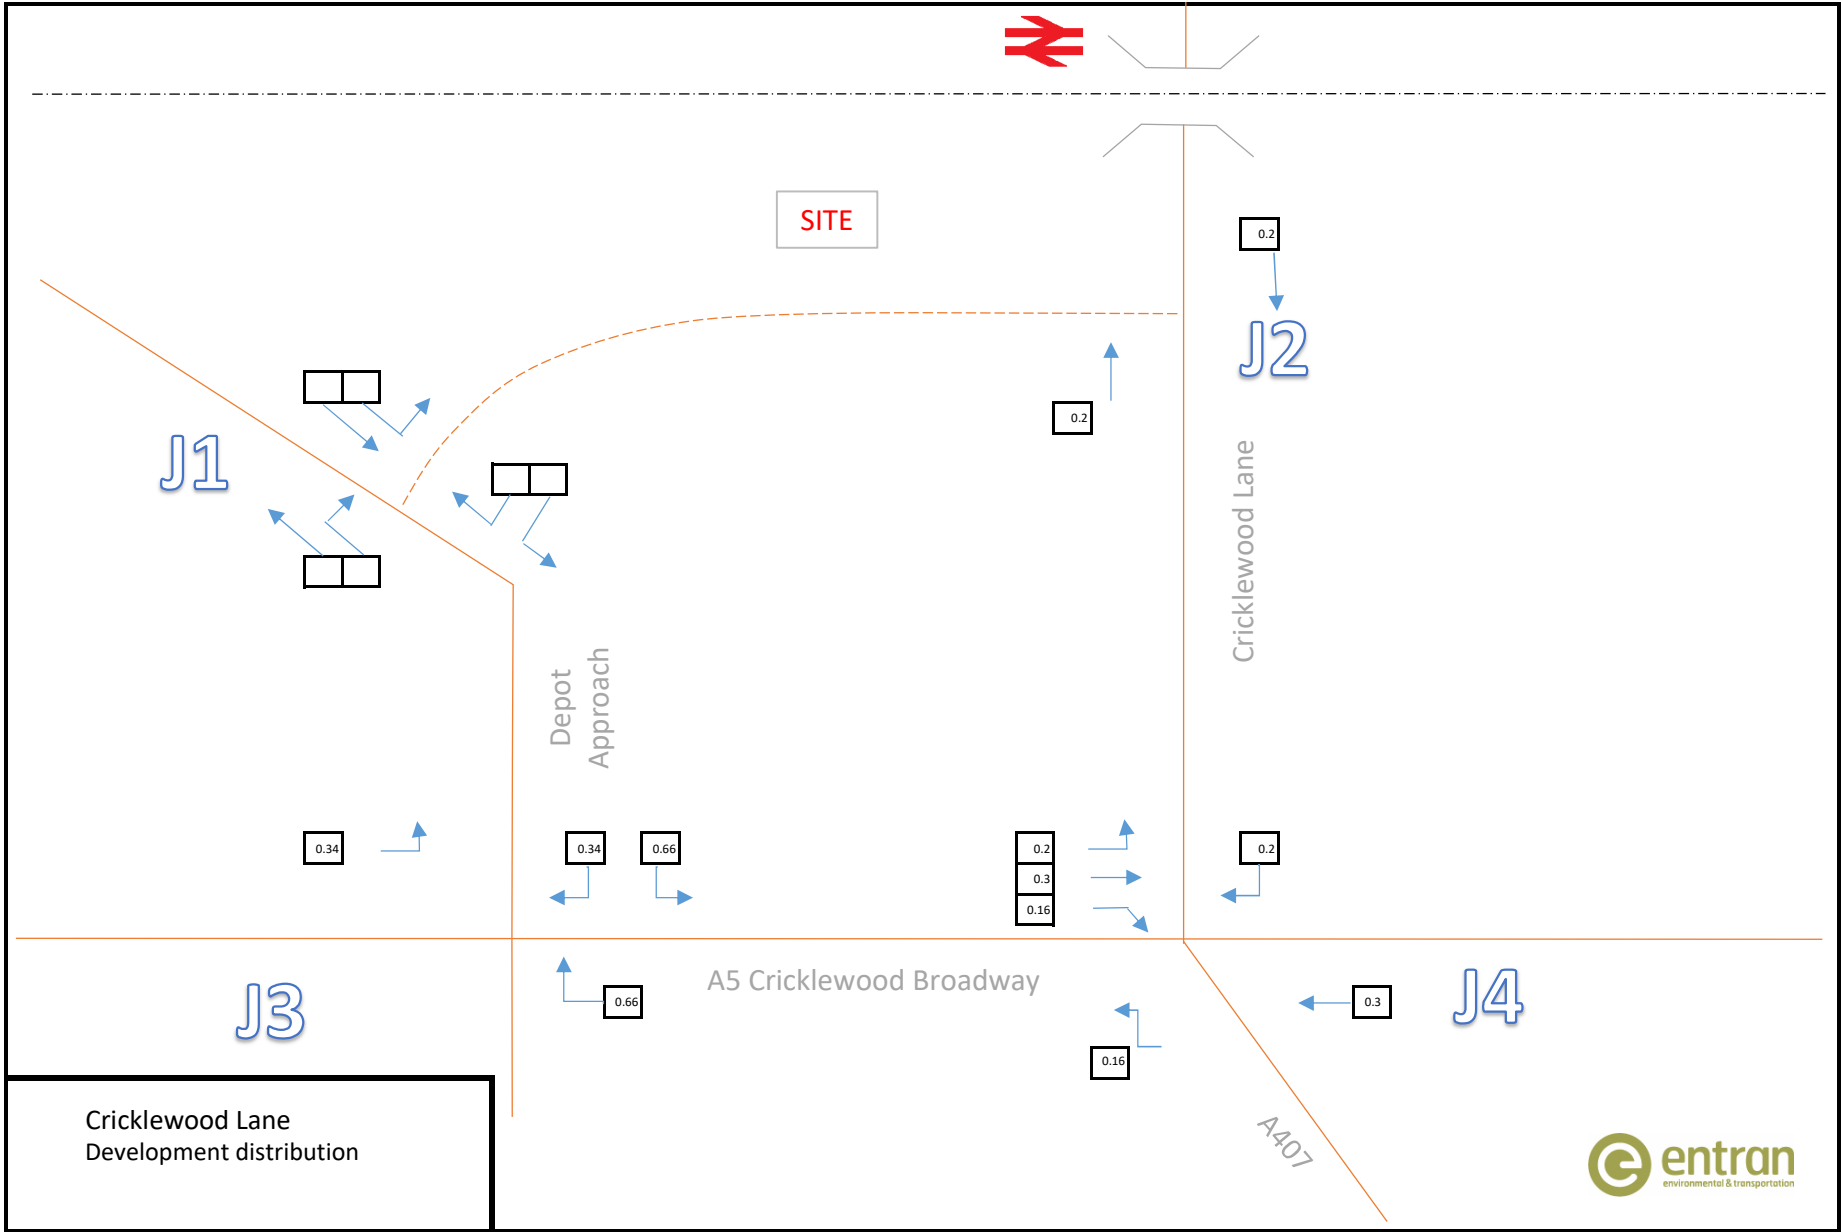 SITE
0.2
J2
0.2
J1
Cricklewood Lane
Depot
Approach
0.34
0.34
0.66
0.2
0.3
0.16
0.2
A5 Cricklewood Broadway
J3
0.66
0.3
J4
0.16
A407
Cricklewood Lane
Development distribution
e entran
environmental & transportation